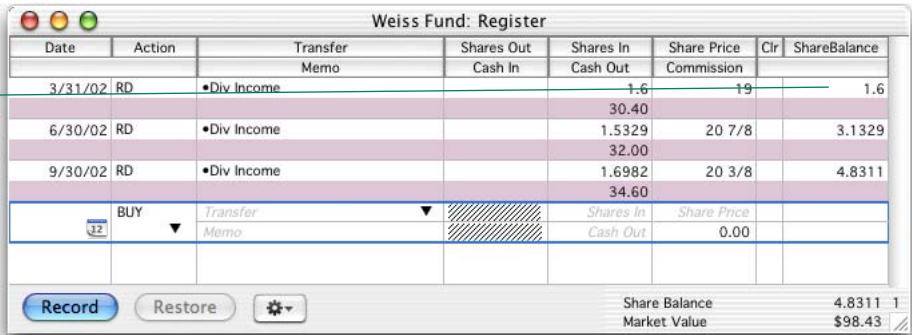 Weiss Fund: Register
Date Action Transfer Shares Out Shares In Share Price Clr ShareBalance
Memo Cash In Cash Out Commission
3/31/02 RD •Div Income 1.6 19 1.6
30.40
6/30/02 RD •Div Income 1.5329 20 7/8 3.1329
32.00
9/30/02 RD •Div Income 1.6982 20 3/8 4.8311
34.60
BUY Transfer Shares In Share Price
12 Memo Cash Out 0.00
Record Restore Share Balance 4.8311 1
Market Value $98.43